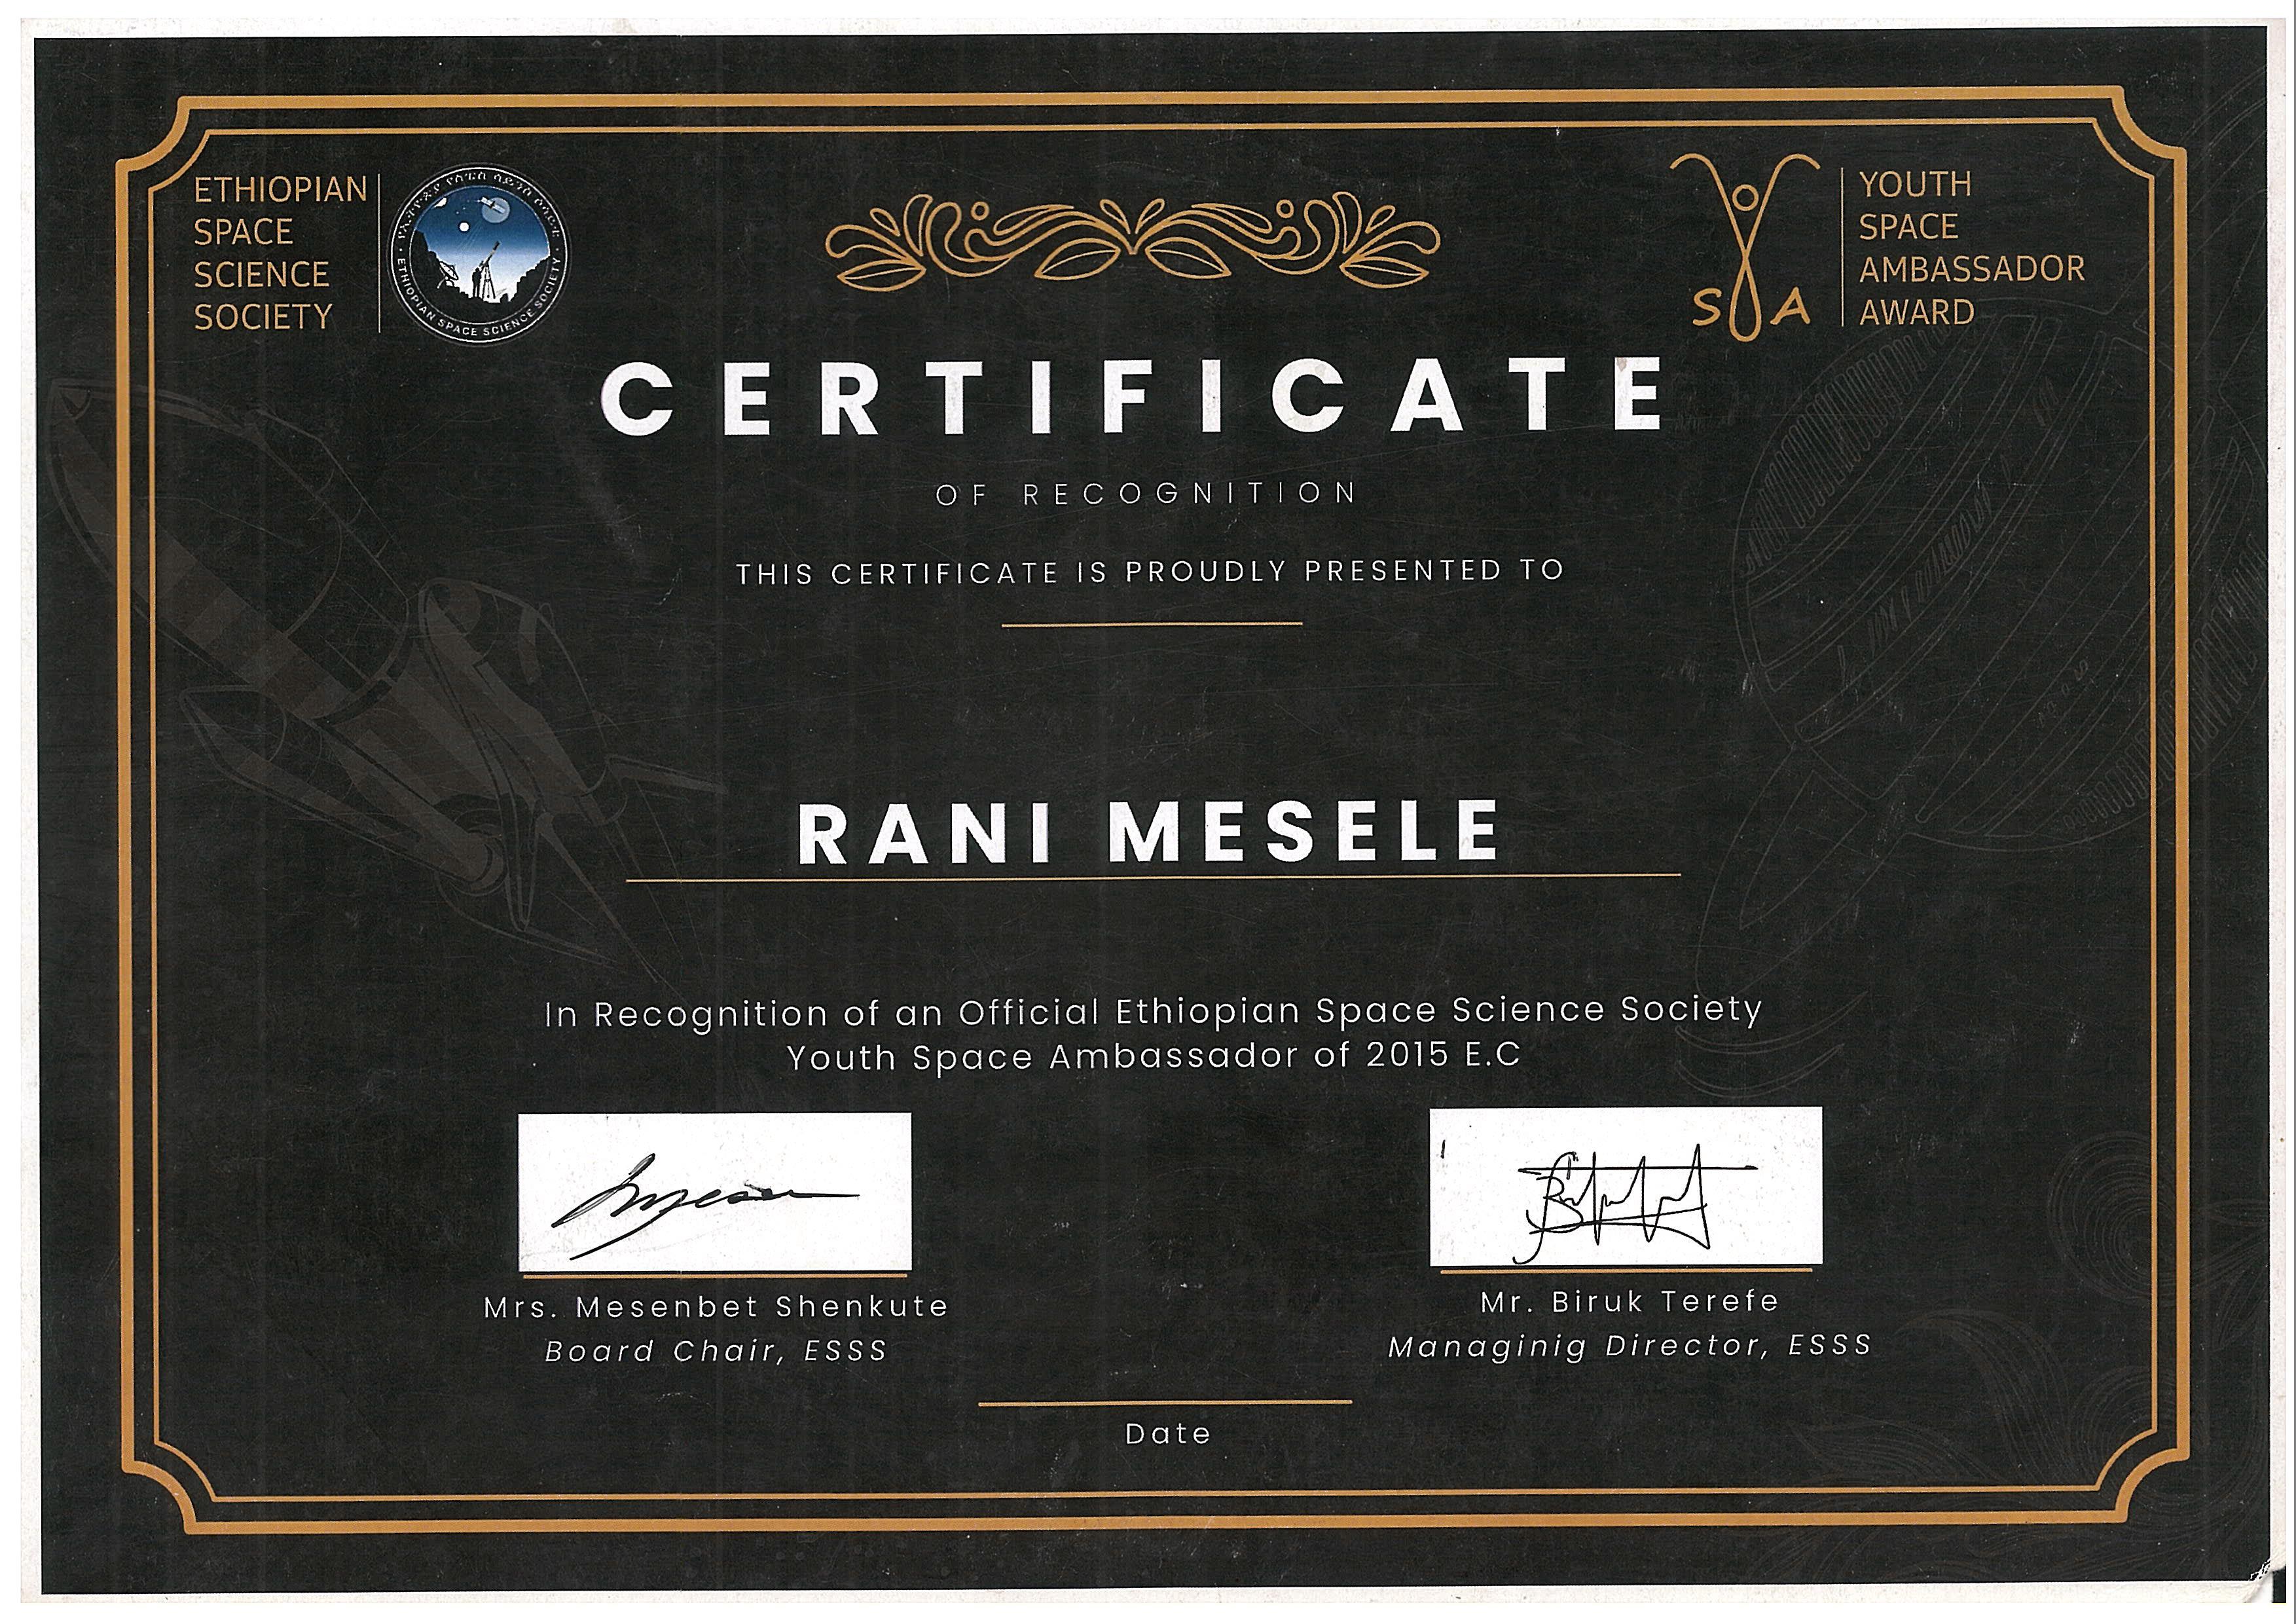 ETHIOPIAN
SPACE
SCIENCE
SOCIETY
ETHIOPIAN SPACE SCIENCE SOCIETY
S A
YOUTH
SPACE
AMBASSADOR
AWARD
CERTIFICATE
OF RECOGNITION
THIS CERTIFICATE IS PROUDLY PRESENTED TO
RANI MESELE
In Recognition of an Official Ethiopian Space Science Society
Youth Space Ambassador of 2015 E.C
Mrs. Mesenbet Shenkute
Board Chair, ESSS
Mr. Biruk Terefe
Managinig Director, ESSS
Date